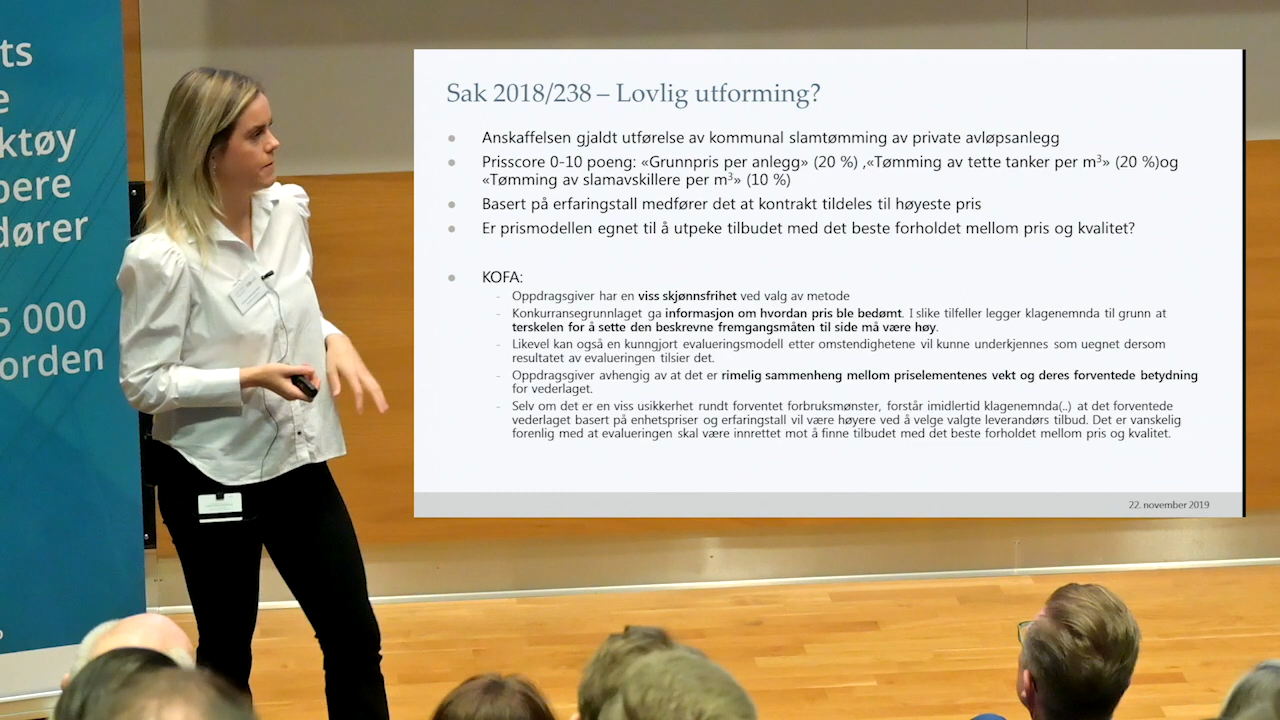 ts
e
ktøy
pere
dører
5 000
orden
Sak 2018/238 – Lovlig utforming?
Anskaffelsen gjaldt utførelse av kommunal slamtømming av private avløpsanlegg
Prisscore 0-10 poeng: «Grunnpris per anlegg» (20 %) ,«Tømming av tette tanker per m³» (20 %)og
«Tømming av slamavskillere per m³» (10 %)
Basert på erfaringstall medfører det at kontrakt tildeles til høyeste pris
Er prismodellen egnet til å utpeke tilbudet med det beste forholdet mellom pris og kvalitet?
KOFA:
Oppdragsgiver har en viss skjønnsfrihet ved valg av metode
Konkurransegrunnlaget ga informasjon om hvordan pris ble bedømt. I slike tilfeller legger klagenemnda til grunn at
terskelen for å sette den beskrevne fremgangsmåten til side må være høy.
Likevel kan også en kunngjort evalueringsmodell etter omstendighetene vil kunne underkjennes som uegnet dersom
resultatet av evalueringen tilsier det.
Oppdragsgiver avhengig av at det er rimelig sammenheng mellom priselementenes vekt og deres forventede betydning
for vederlaget.
Selv om det er en viss usikkerhet rundt forventet forbruksmønster, forstår imidlertid klagenemnda(..) at det forventede
vederlaget basert på enhetspriser og erfaringstall vil være høyere ved å velge valgte leverandørs tilbud. Det er vanskelig
forenlig med at evalueringen skal være innrettet mot å finne tilbudet med det beste forholdet mellom pris og kvalitet.
22. november 2019